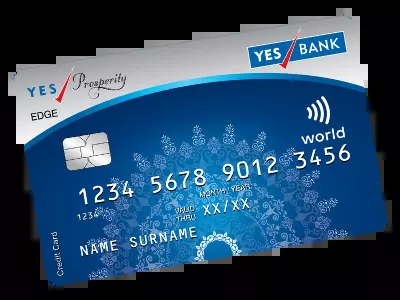 YES Prosperity
YES BANK
EDGE
world
1234 5678 9012 3456
MONTH/YEAR
1234
VALID THRU XX/XX
NAME SURNAME
Credit Card